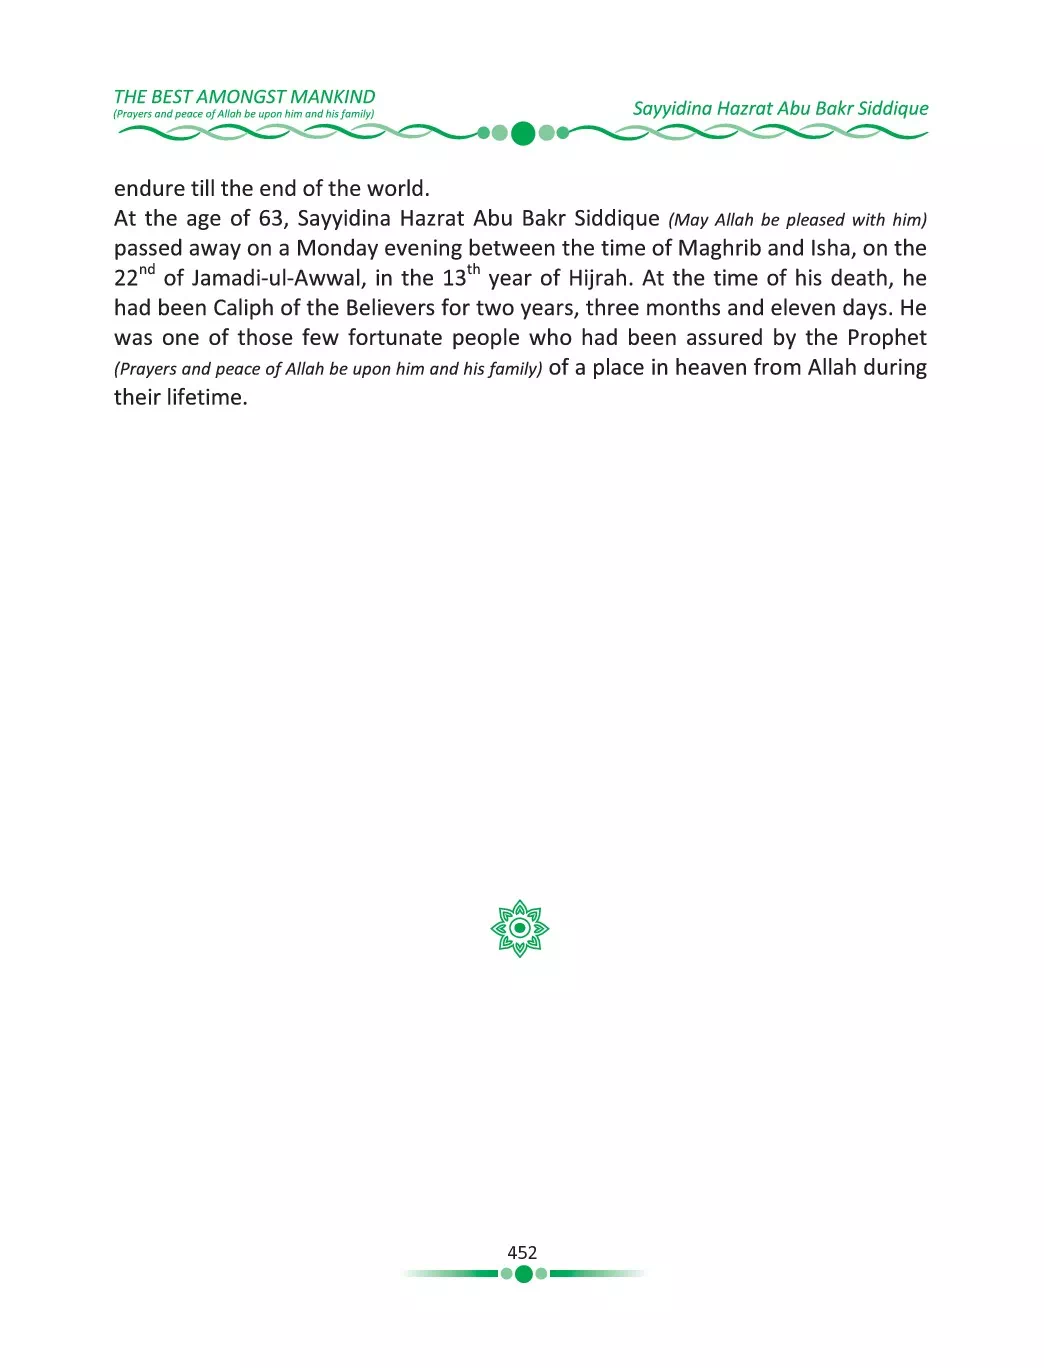 THE BEST AMONGST MANKIND
(Prayers and peace of Allah be upon him and his family)
Sayyidina Hazrat Abu Bakr Siddique
endure till the end of the world.
At the age of 63, Sayyidina Hazrat Abu Bakr Siddique (May Allah be pleased with him)
passed away on a Monday evening between the time of Maghrib and Isha, on the
22nd of Jamadi-ul-Awwal, in the 13th year of Hijrah. At the time of his death, he
had been Caliph of the Believers for two years, three months and eleven days. He
was one of those few fortunate people who had been assured by the Prophet
(Prayers and peace of Allah be upon him and his family) of a place in heaven from Allah during
their lifetime.
452